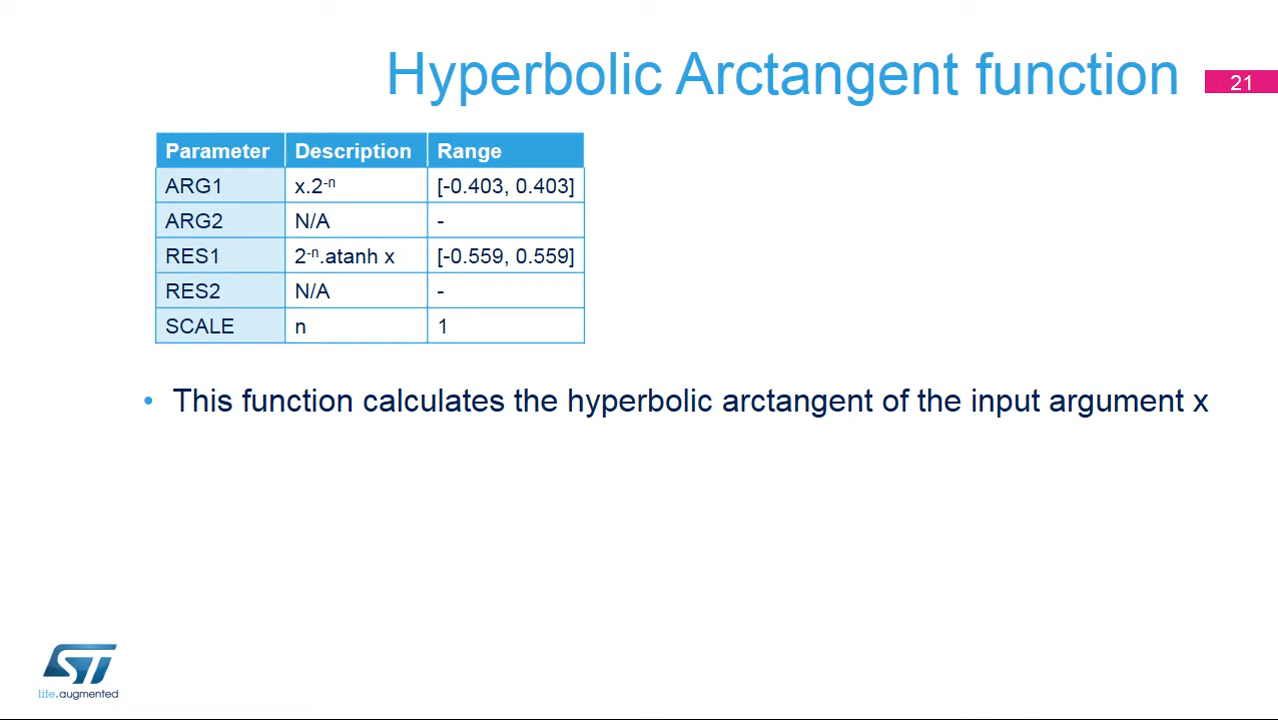 Hyperbolic Arctangent function
21
Parameter Description Range
ARG1 x.2⁻ⁿ [-0.403, 0.403]
ARG2 N/A -
RES1 2⁻ⁿ.atanh x [-0.559, 0.559]
RES2 N/A -
SCALE n 1
• This function calculates the hyperbolic arctangent of the input argument x
ST
life.augmented